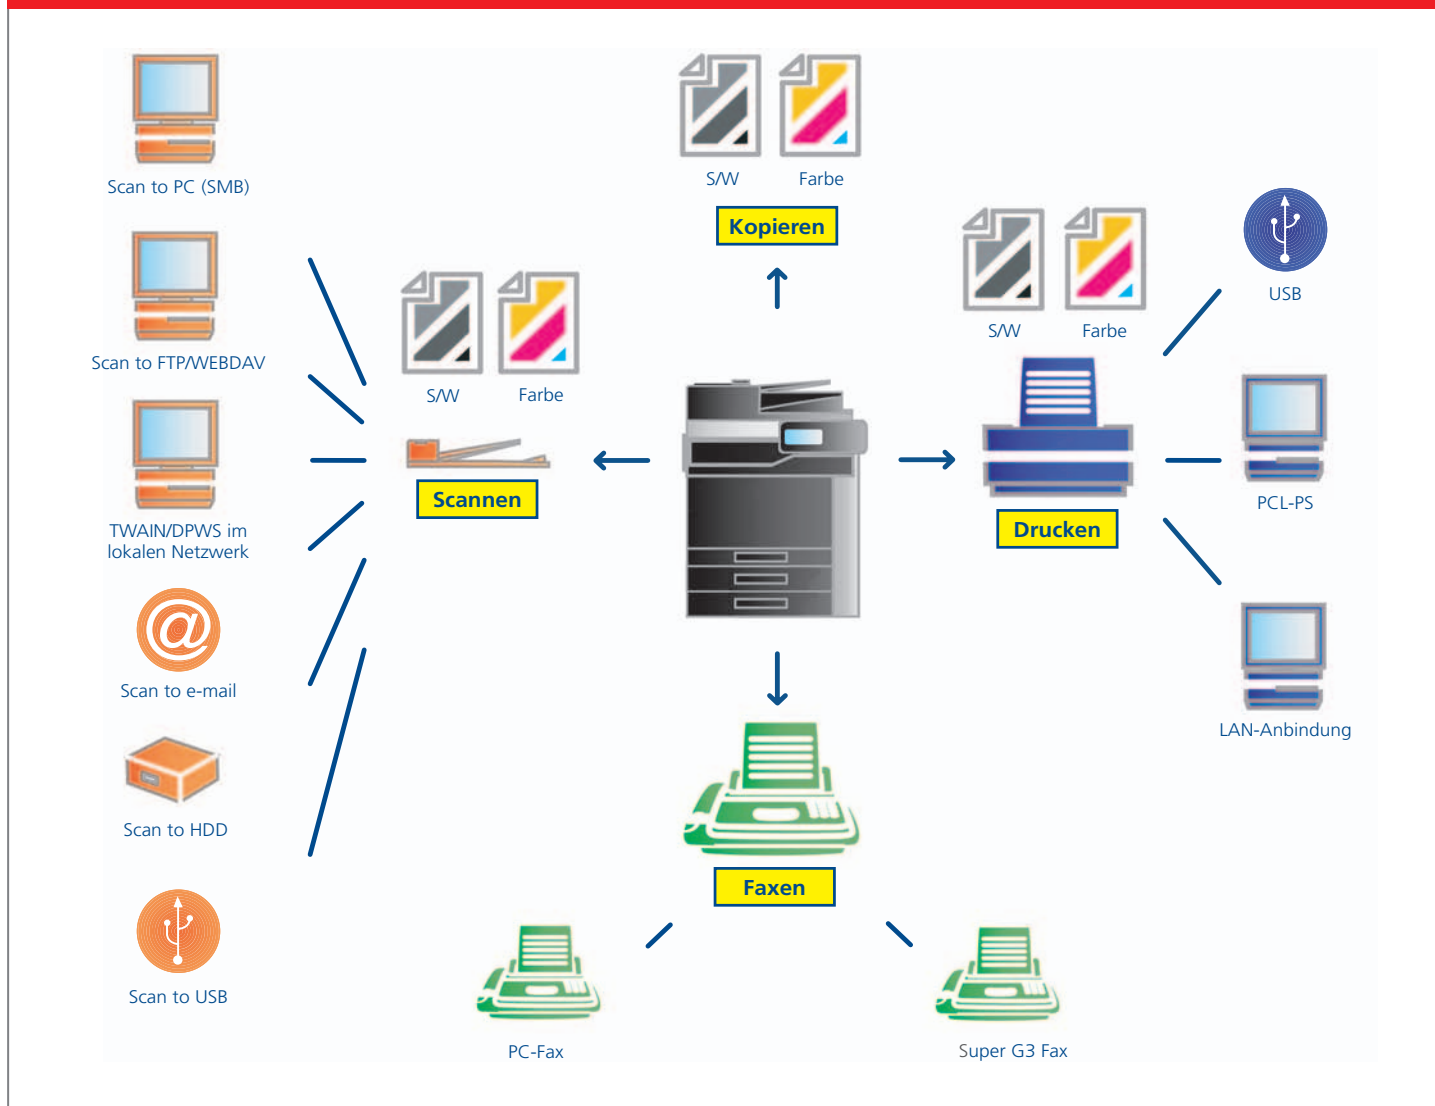 S/W
Farbe
Kopieren
Scan to PC (SMB)
Scan to FTP/WEBDAV
TWAIN/DPWS im
lokalen Netzwerk
Scan to e-mail
Scan to HDD
Scan to USB
S/W
Farbe
Scannen
S/W
Farbe
Drucken
USB
PCL-PS
LAN-Anbindung
Faxen
PC-Fax
Super G3 Fax